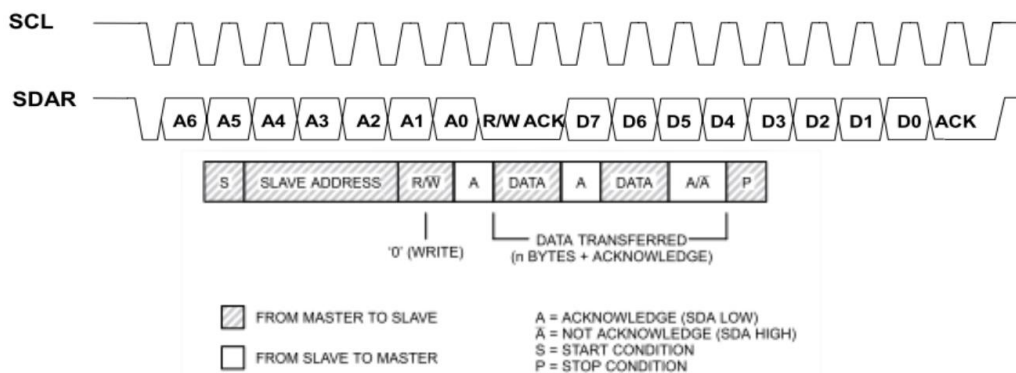 SCL
SDAR A6 A5 A4 A3 A2 A1 A0 R/W ACK D7 D6 D5 D4 D3 D2 D1 D0 ACK
S SLAVE ADDRESS R/W̅ A DATA A DATA A/A̅ P
'0' (WRITE)
DATA TRANSFERRED
(n BYTES + ACKNOWLEDGE)
FROM MASTER TO SLAVE
FROM SLAVE TO MASTER
A = ACKNOWLEDGE (SDA LOW)
A̅ = NOT ACKNOWLEDGE (SDA HIGH)
S = START CONDITION
P = STOP CONDITION